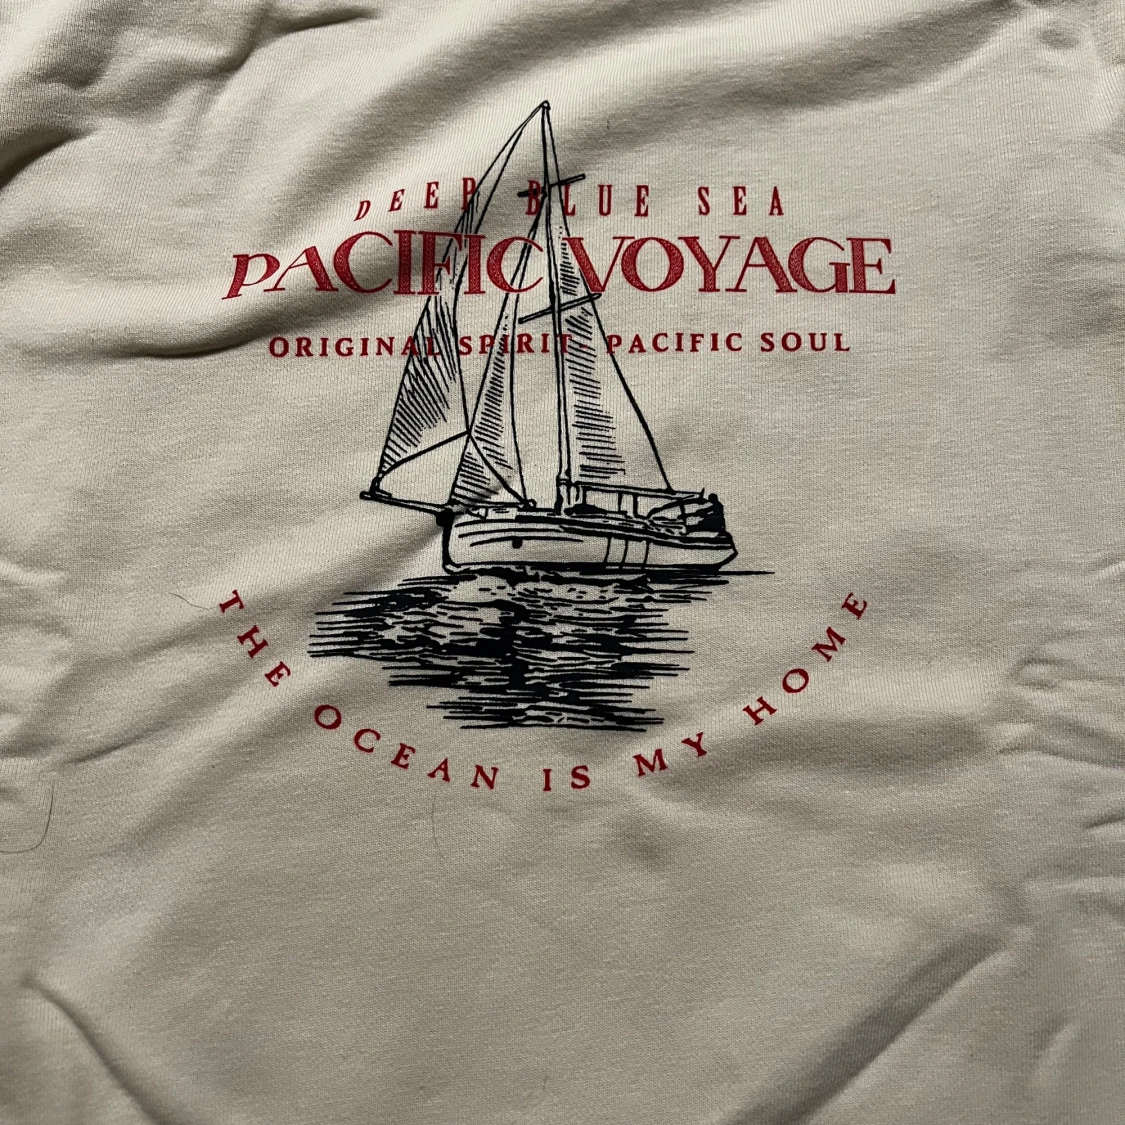 DEEP BLUE SEA
PACIFIC VOYAGE
ORIGINAL SPIRIT- PACIFIC SOUL
THE OCEAN IS MY HOME